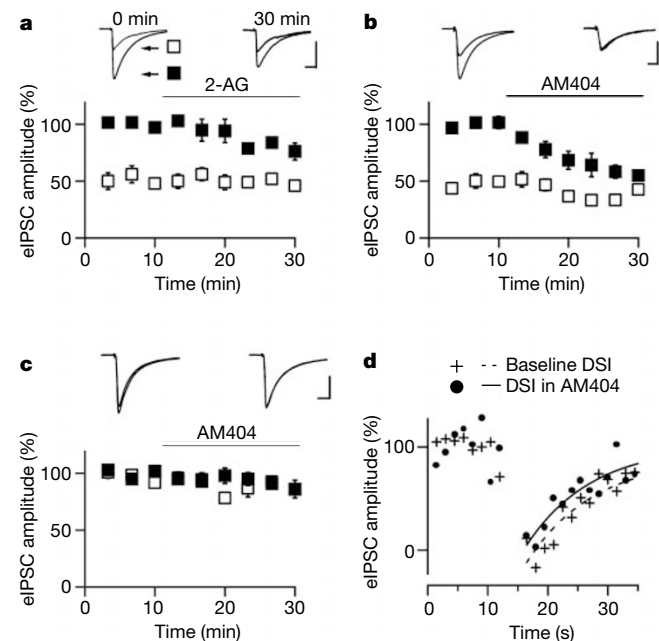 a
0 min
30 min
2-AG
eIPSC amplitude (%)
100
50
0
0
10
20
30
Time (min)
b
AM404
eIPSC amplitude (%)
100
50
0
0
10
20
30
Time (min)
c
AM404
eIPSC amplitude (%)
100
50
0
0
10
20
30
Time (min)
d
Baseline DSI
DSI in AM404
eIPSC amplitude (%)
100
0
0
10
20
30
Time (s)